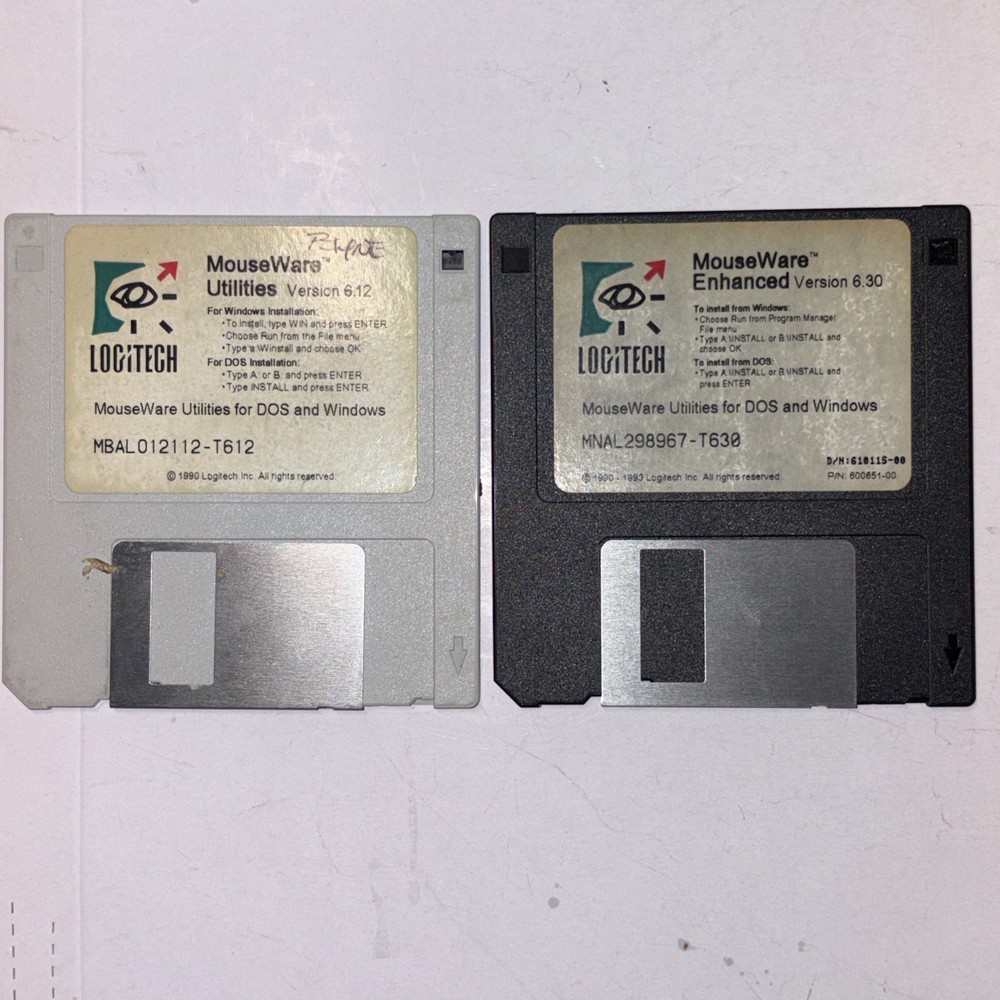 MouseWare™
Utilities Version 6.12
For Windows Installation:
•To install, type WIN and press ENTER
•Choose Run from the File menu
•Type a:\Winstall and choose OK
For DOS Installation:
•Type A: or B: and press ENTER
•Type INSTALL and press ENTER
LOGITECH
MouseWare Utilities for DOS and Windows
MBAL012112-T612
© 1990 Logitech Inc. All rights reserved.
MouseWare™
Enhanced Version 6.30
To install from Windows:
•Choose Run from Program Manager
File menu
•Type A:\INSTALL or B:\INSTALL and
choose OK
To install from DOS:
•Type A:\INSTALL or B:\INSTALL and
press ENTER
LOGITECH
MouseWare Utilities for DOS and Windows
MNAL298967-T630
D/N:610115-00
© 1990 - 1993 Logitech Inc. All rights reserved.
P/N: 600651-00